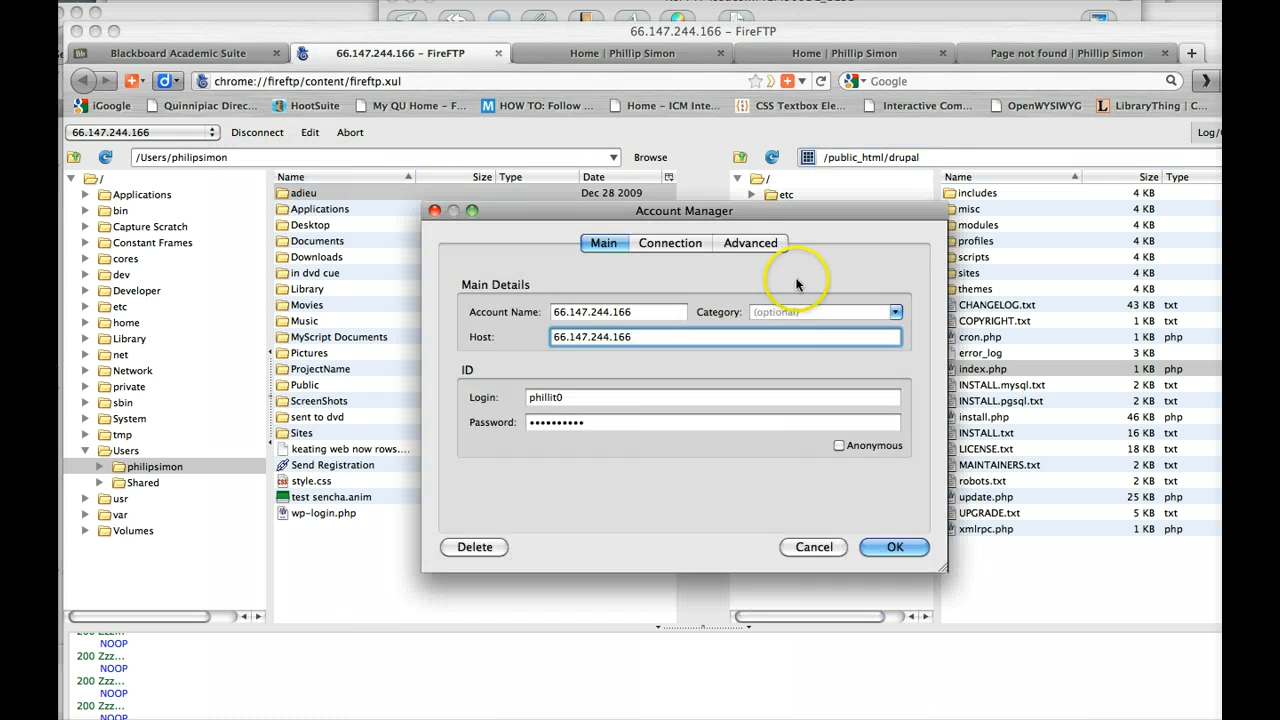 66.147.244.166 – FireFTP
Blackboard Academic Suite
66.147.244.166 – FireFTP
Home | Phillip Simon
Home | Phillip Simon
Page not found | Phillip Simon
chrome://fireftp/content/fireftp.xul
Google
iGoogle
Quinnipiac Direc...
HootSuite
My QU Home – F...
HOW TO: Follow ...
Home – ICM Inte...
CSS Textbox Ele...
Interactive Com...
OpenWYSIWYG
LibraryThing | C...
66.147.244.166
Disconnect
Edit
Abort
Log/
/Users/philipsimon
Browse
/public_html/drupal
/
Applications
bin
Capture Scratch
Constant Frames
cores
dev
Developer
etc
home
Library
net
Network
private
sbin
System
tmp
Users
philipsimon
Shared
usr
var
Volumes
Name Size Type Date
adieu Dec 28 2009
Applications
Desktop
Documents
Downloads
in dvd cue
Library
Movies
Music
MyScript Documents
Pictures
ProjectName
Public
ScreenShots
sent to dvd
Sites
keating web now rows....
Send Registration
style.css
test sencha.anim
wp-login.php
/
etc
Account Manager
Main
Connection
Advanced
Main Details
Account Name: 66.147.244.166
Category: (optional)
Host: 66.147.244.166
ID
Login: phillit0
Password: ••••••••••
Anonymous
Delete
Cancel
OK
Name Size Type
includes 4 KB
misc 4 KB
modules 4 KB
profiles 4 KB
scripts 4 KB
sites 4 KB
themes 4 KB
CHANGELOG.txt 43 KB txt
COPYRIGHT.txt 1 KB txt
cron.php 1 KB php
error_log 3 KB
index.php 1 KB php
INSTALL.mysql.txt 2 KB txt
INSTALL.pgsql.txt 2 KB txt
install.php 46 KB php
INSTALL.txt 16 KB txt
LICENSE.txt 18 KB txt
MAINTAINERS.txt 2 KB txt
robots.txt 2 KB txt
update.php 25 KB php
UPGRADE.txt 5 KB txt
xmlrpc.php 1 KB php
200 Zzz...
NOOP
200 Zzz...
NOOP
200 Zzz...
NOOP
200 Zzz...
NOOP